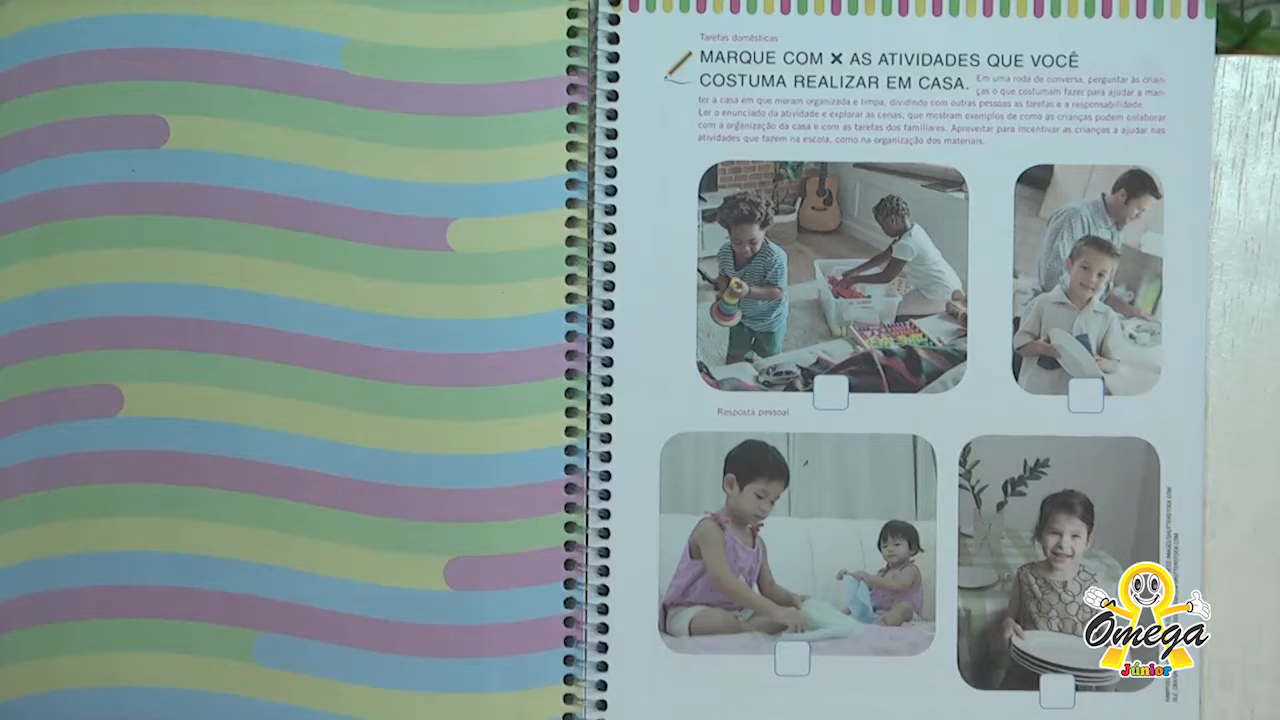 Tarefas domésticas
MARQUE COM × AS ATIVIDADES QUE VOCÊ
COSTUMA REALIZAR EM CASA. Em uma roda de conversa, perguntar às crian-
ças o que costumam fazer para ajudar a man-
ter a casa em que moram organizada e limpa, dividindo com outras pessoas as tarefas e a responsabilidade.
Ler o enunciado da atividade e explorar as cenas, que mostram exemplos de como as crianças podem colaborar
com a organização da casa e com as tarefas dos familiares. Aproveitar para incentivar as crianças a ajudar nas
atividades que fazem na escola, como na organização dos materiais.
Resposta pessoal
Omega
Júnior